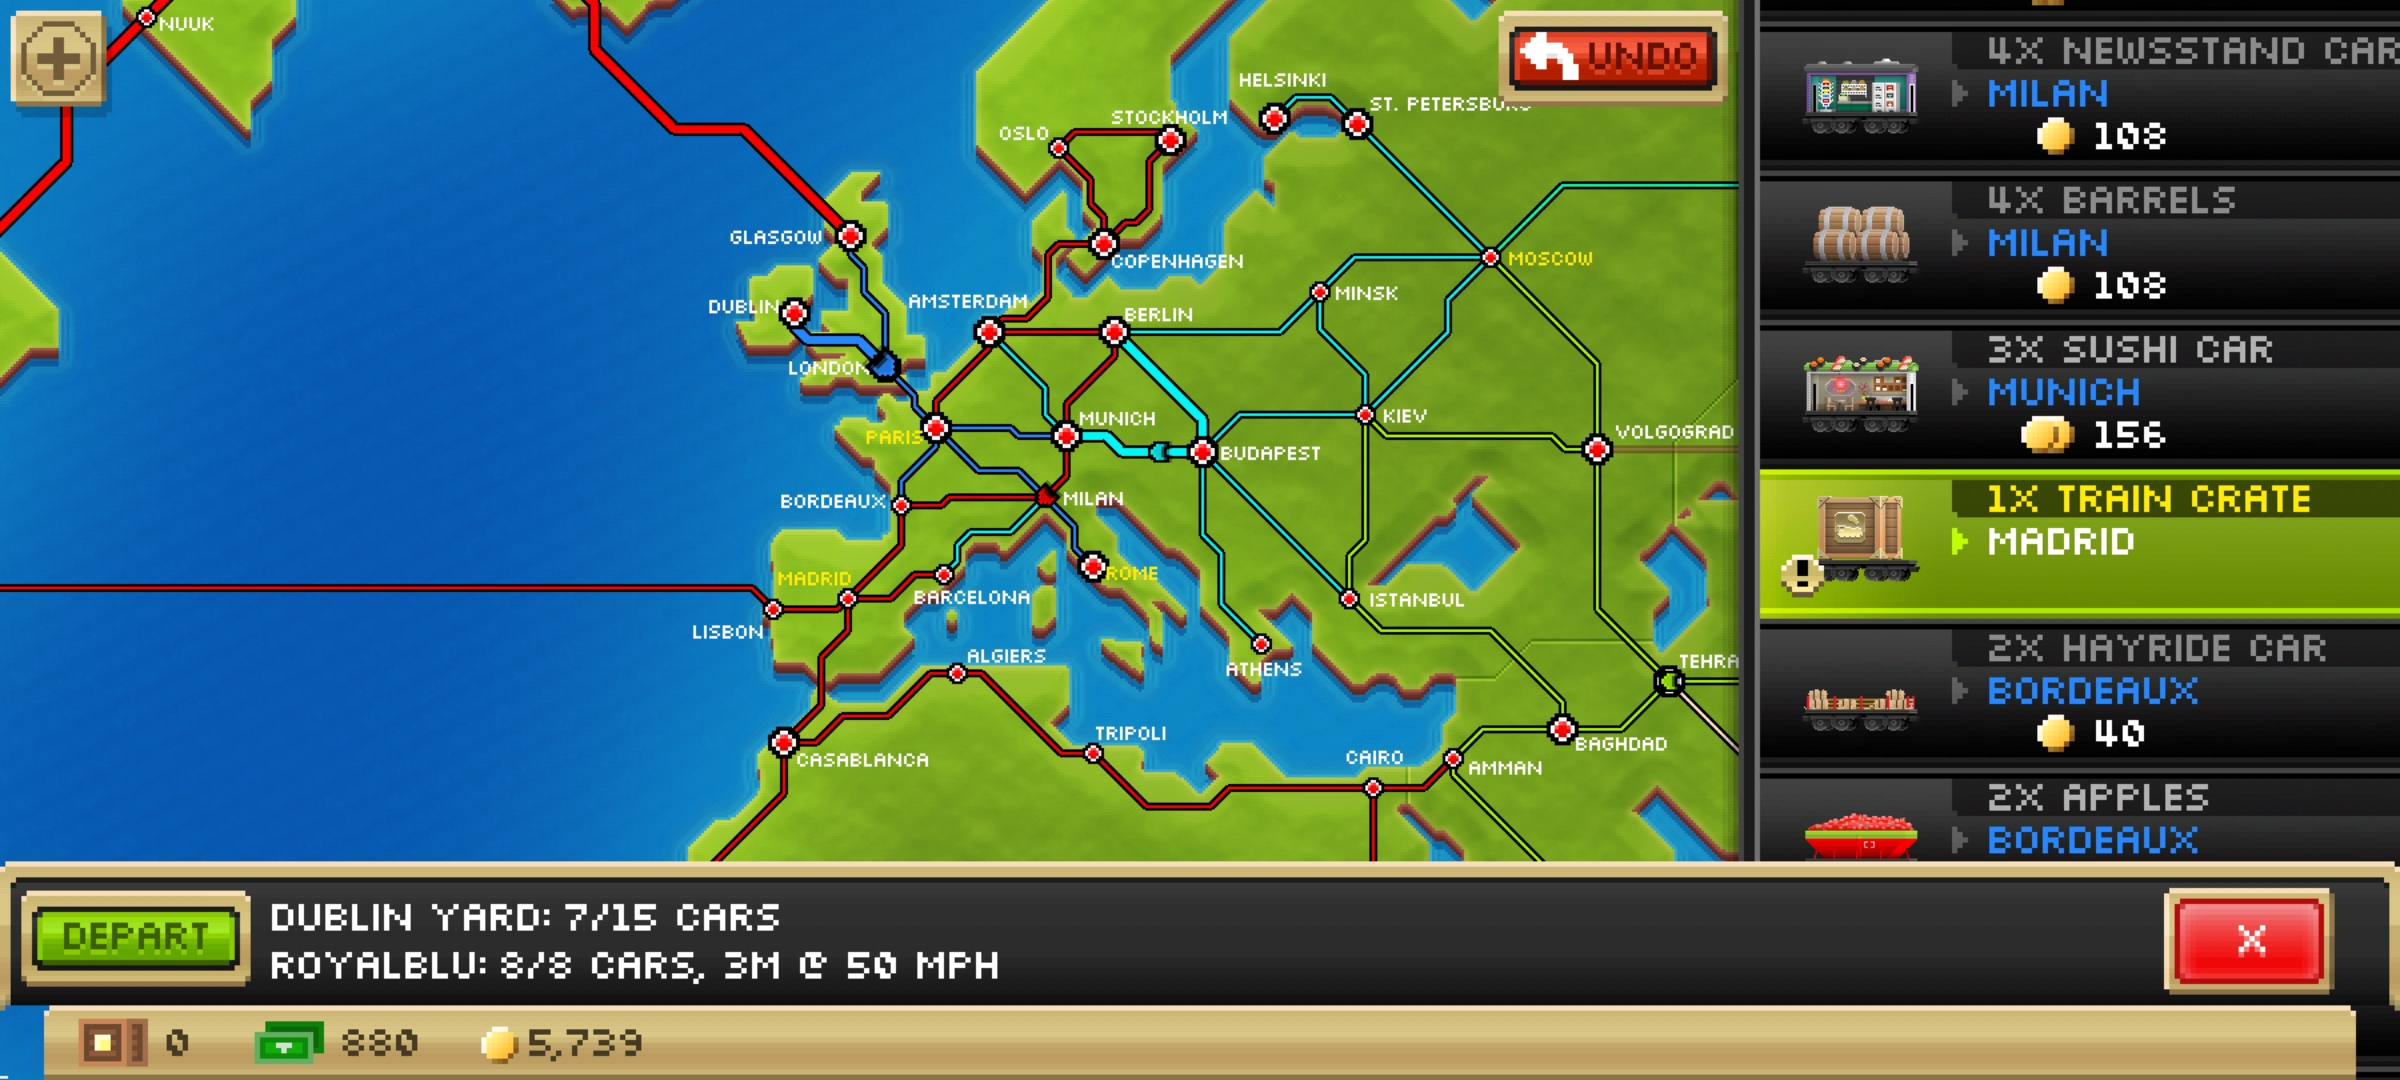 NUUK
UNDO
HELSINKI
ST. PETERSBURG
STOCKHOLM
OSLO
GLASGOW
COPENHAGEN
MOSCOW
MINSK
DUBLIN
AMSTERDAM
BERLIN
LONDON
MUNICH
KIEV
VOLGOGRAD
PARIS
BUDAPEST
BORDEAUX
MILAN
MADRID
ROME
BARCELONA
ISTANBUL
LISBON
ALGIERS
ATHENS
TEHRA
TRIPOLI
CASABLANCA
CAIRO
AMMAN
BAGHDAD
4X NEWSSTAND CAR
MILAN
108
4X BARRELS
MILAN
108
3X SUSHI CAR
MUNICH
156
1X TRAIN CRATE
MADRID
!
2X HAYRIDE CAR
BORDEAUX
40
2X APPLES
BORDEAUX
DEPART
DUBLIN YARD: 7/15 CARS
ROYALBLU: 8/8 CARS, 3M @ 50 MPH
X
0
880
5,739